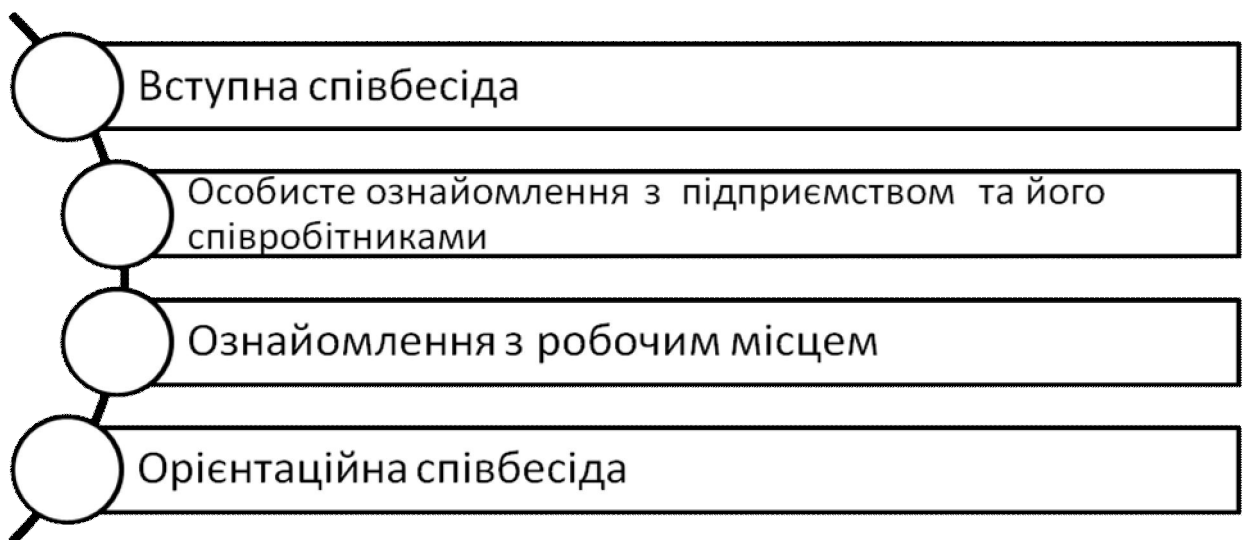 Вступна співбесіда
Особисте ознайомлення з підприємством та його
співробітниками
Ознайомлення з робочим місцем
Орієнтаційна співбесіда